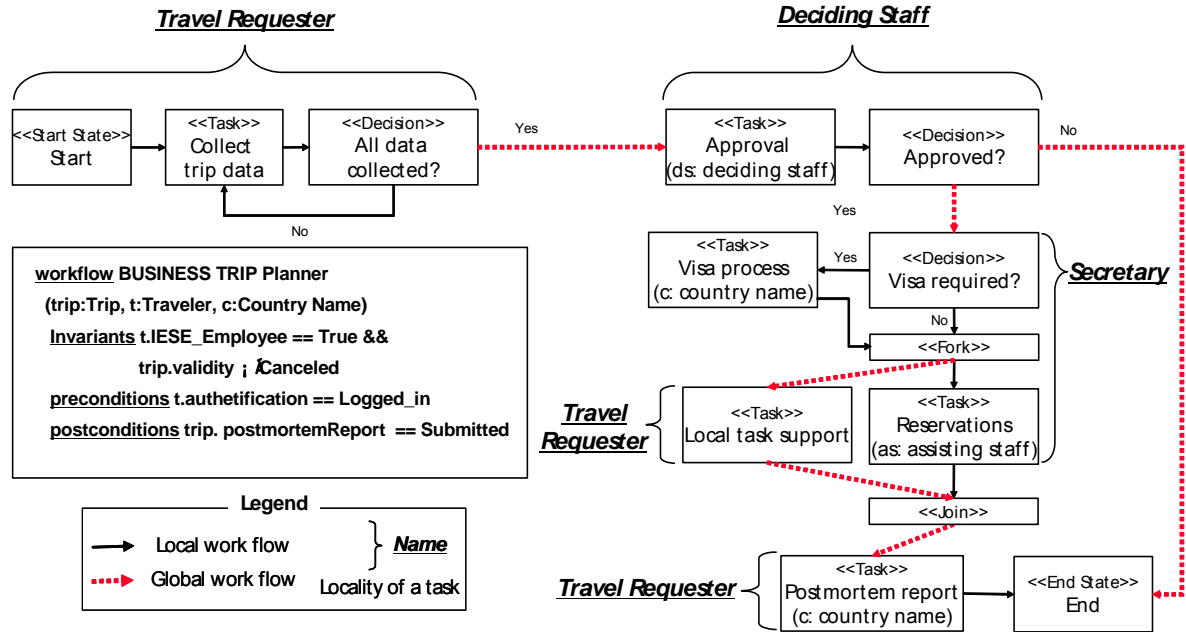 Travel Requester
Deciding Staff
<<Start State>>
Start
<<Task>>
Collect
trip data
<<Decision>>
All data
collected?
Yes
No
<<Task>>
Approval
(ds: deciding staff)
<<Decision>>
Approved?
No
Yes
<<Task>>
Visa process
(c: country name)
Yes
<<Decision>>
Visa required?
Secretary
No
<<Fork>>
workflow BUSINESS TRIP Planner
(trip:Trip, t:Traveler, c:Country Name)
Invariants t.IESE_Employee == True &&
trip.validity ¡ Canceled
preconditions t.authetification == Logged_in
postconditions trip. postmortemReport == Submitted
Travel
Requester
<<Task>>
Local task support
<<Task>>
Reservations
(as: assisting staff)
<<Join>>
Legend
Local work flow
Global work flow
Name
Locality of a task
Travel Requester
<<Task>>
Postmortem report
(c: country name)
<<End State>>
End